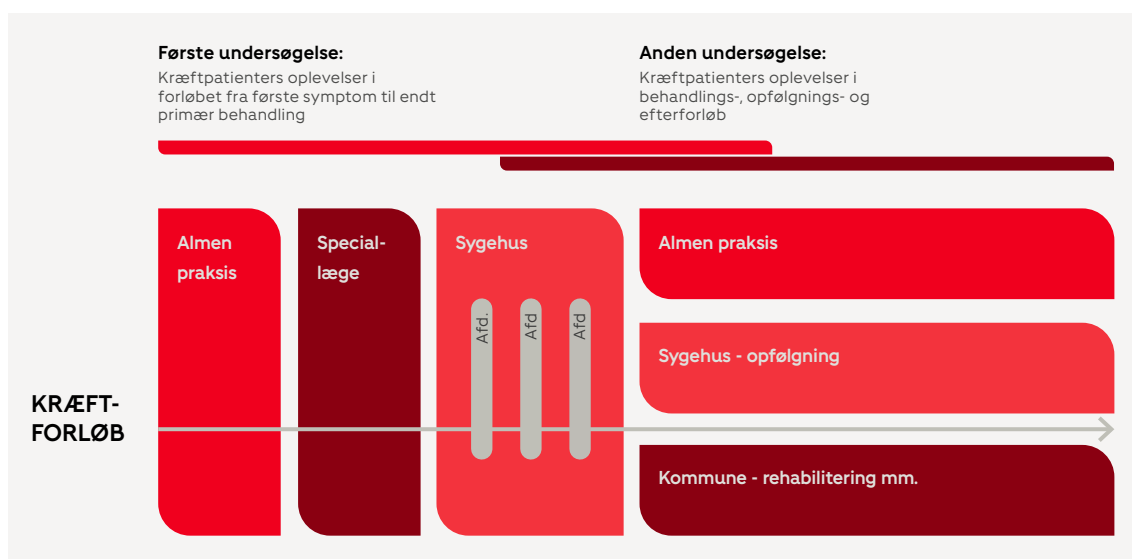 Første undersøgelse:
Kræftpatienters oplevelser i
forløbet fra første symptom til endt
primær behandling
Anden undersøgelse:
Kræftpatienters oplevelser i
behandlings-, opfølgnings- og
efterforløb
Almen
praksis
Special-
læge
Sygehus
Afd.
Afd
Afd
Almen praksis
Sygehus - opfølgning
Kommune - rehabilitering mm.
KRÆFT-
FORLØB